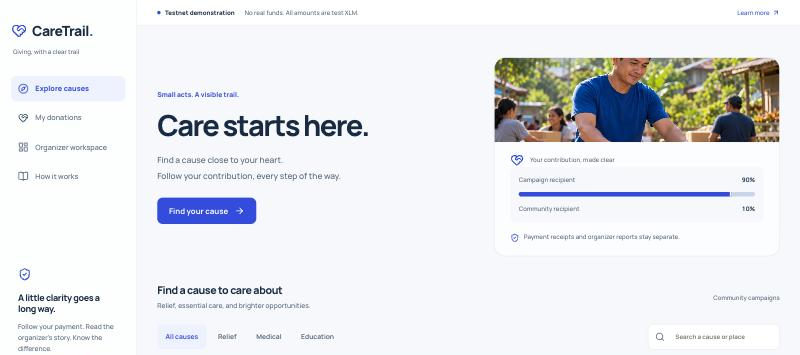 CareTrail.
Giving, with a clear trail
Explore causes
My donations
Organizer workspace
How it works
A little clarity goes a
long way.
Follow your payment. Read the
organizer's story. Know the
difference.
Testnet demonstration No real funds. All amounts are test XLM.
Learn more
Small acts. A visible trail.
Care starts here.
Find a cause close to your heart.
Follow your contribution, every step of the way.
Find your cause
Your contribution, made clear
Campaign recipient 90%
Community recipient 10%
Payment receipts and organizer reports stay separate.
Find a cause to care about
Relief, essential care, and brighter opportunities.
Community campaigns
All causes Relief Medical Education
Search a cause or place